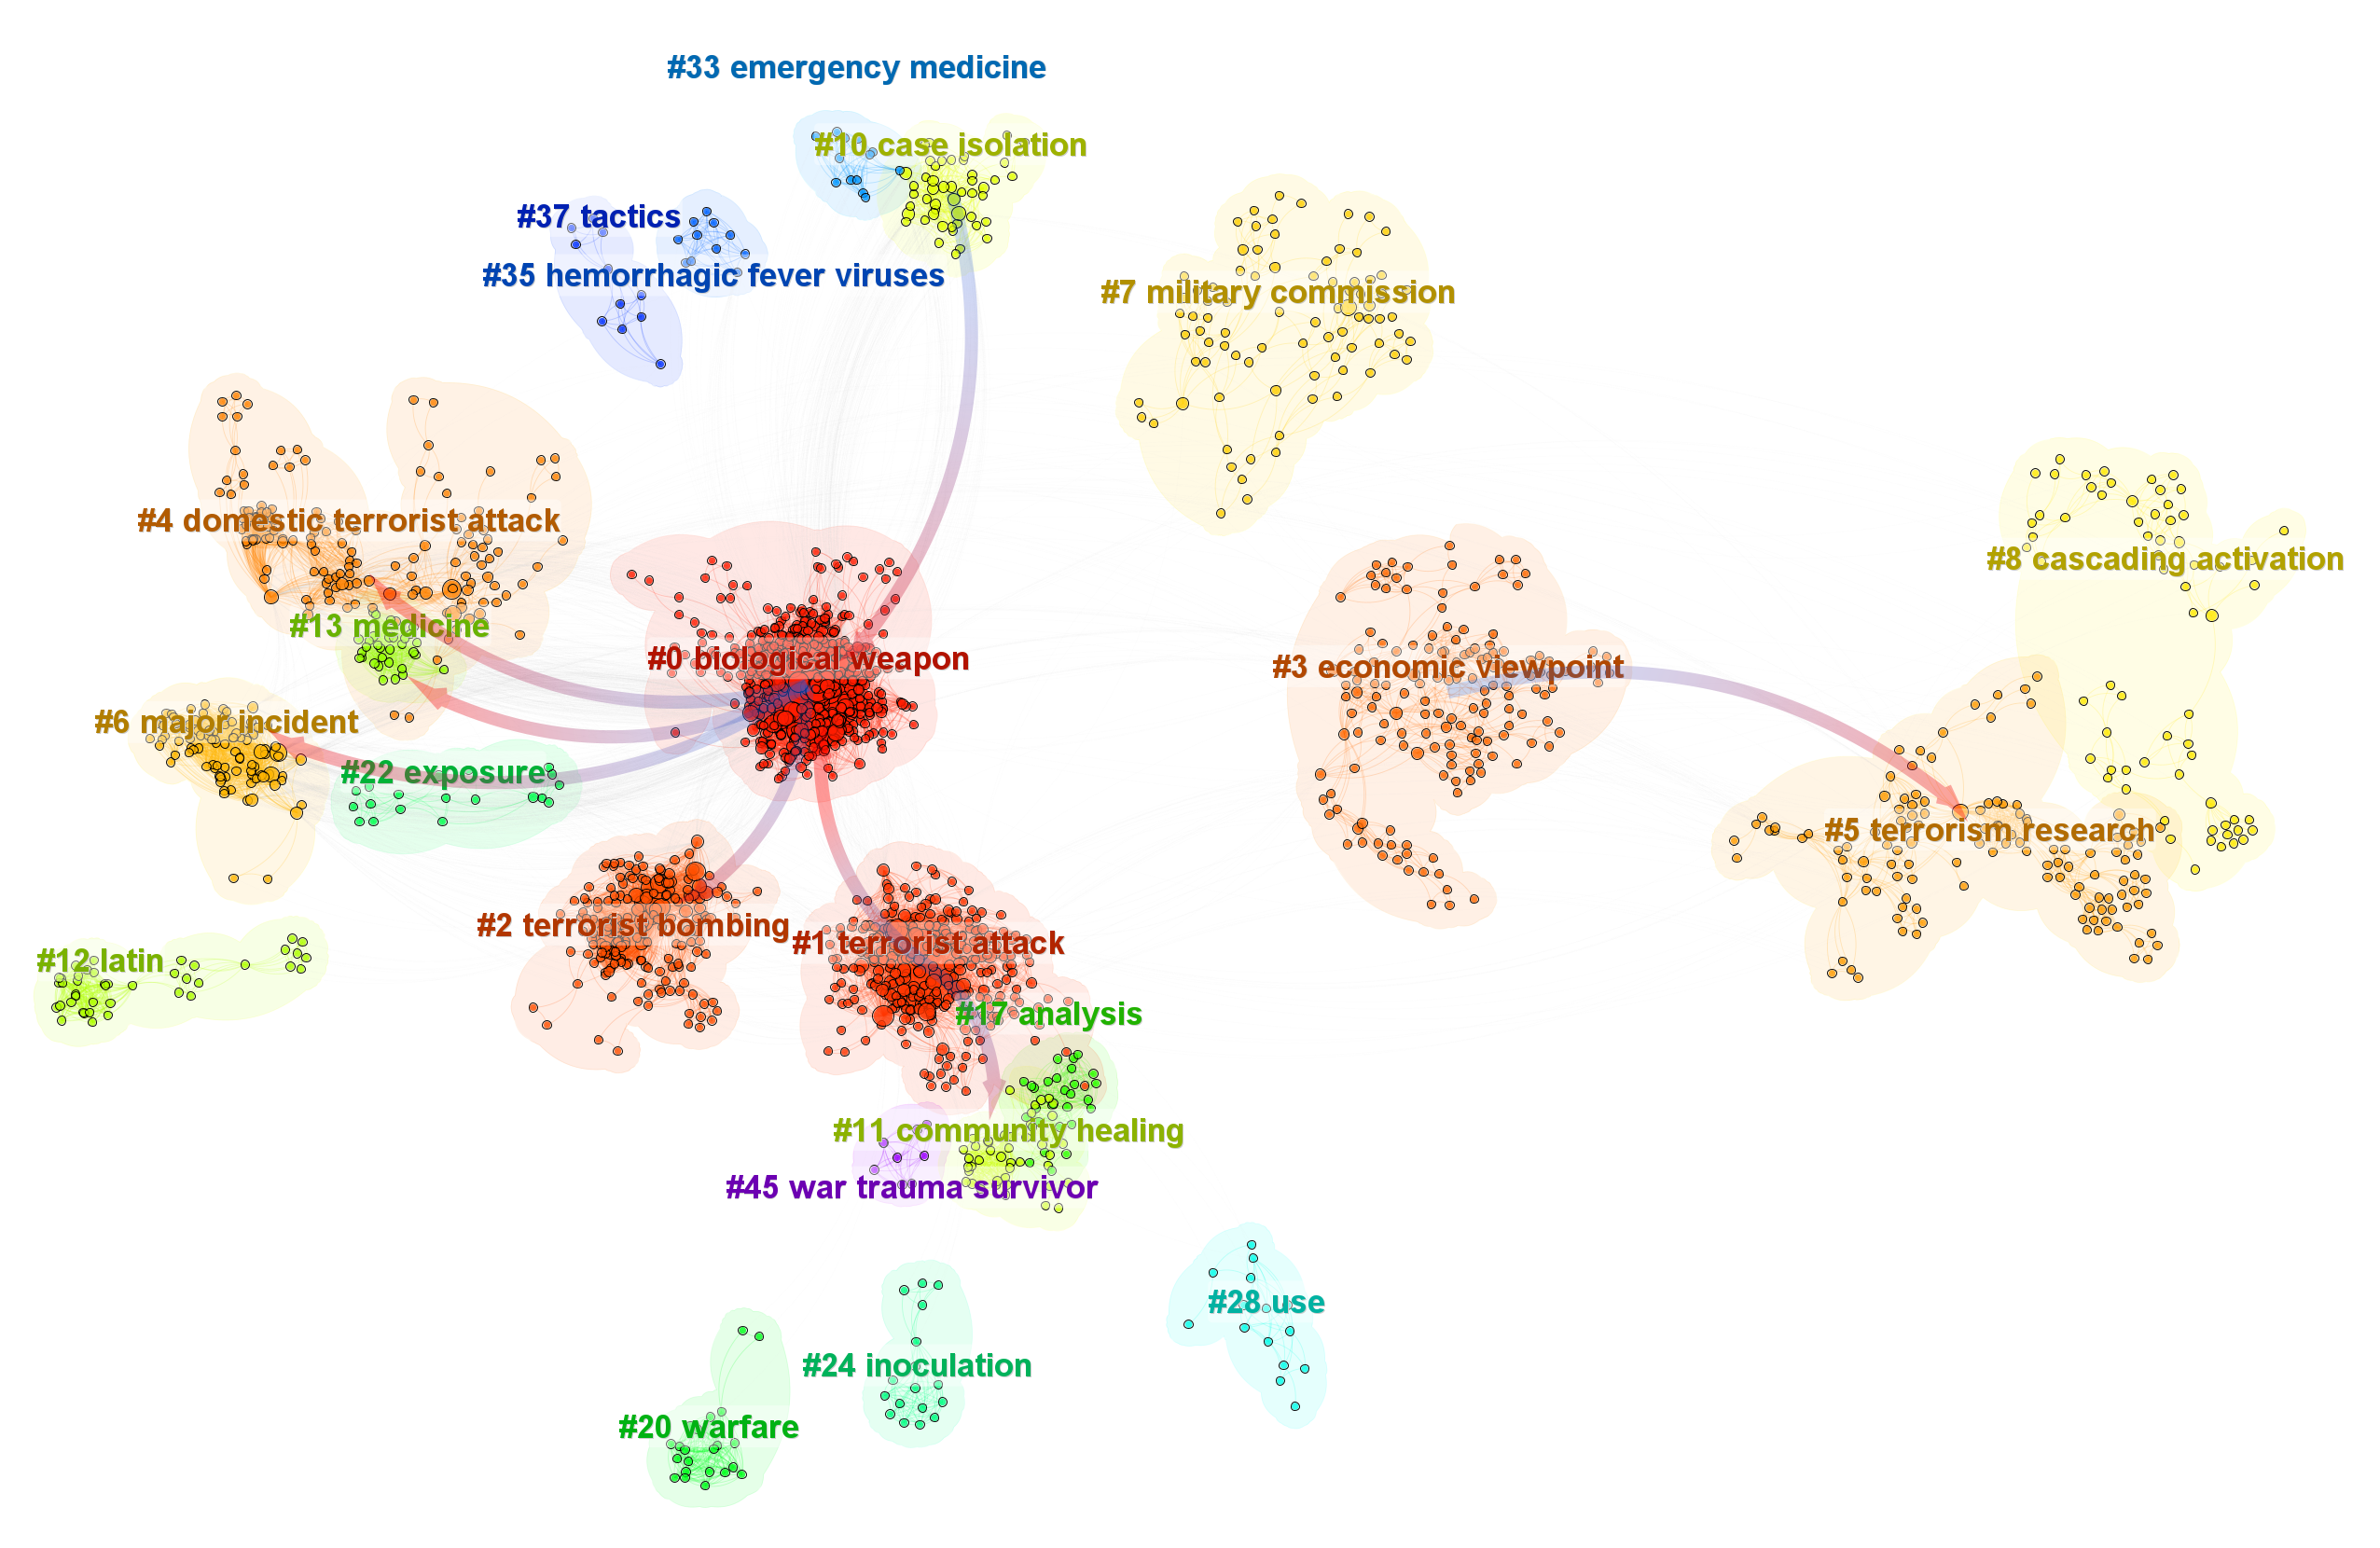 #33 emergency medicine
#10 case isolation
#37 tactics
#35 hemorrhagic fever viruses
#7 military commission
#4 domestic terrorist attack
#8 cascading activation
#13 medicine
#0 biological weapon
#3 economic viewpoint
#6 major incident
#22 exposure
#5 terrorism research
#2 terrorist bombing
#1 terrorist attack
#12 latin
#17 analysis
#11 community healing
#45 war trauma survivor
#28 use
#24 inoculation
#20 warfare